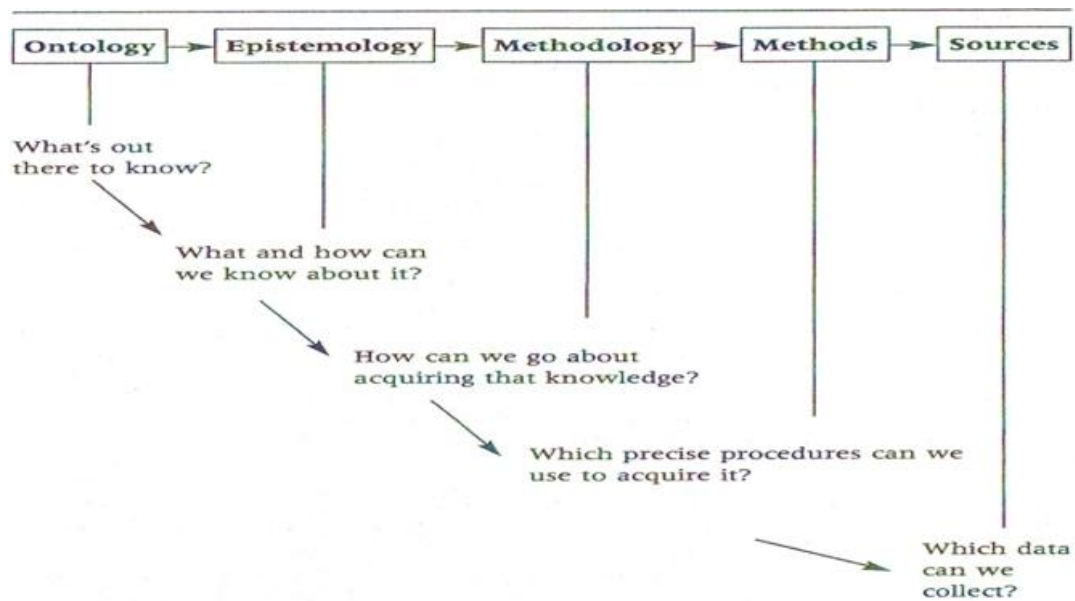 Ontology
Epistemology
Methodology
Methods
Sources
What's out
there to know?
What and how can
we know about it?
How can we go about
acquiring that knowledge?
Which precise procedures can we
use to acquire it?
Which data
can we
collect?